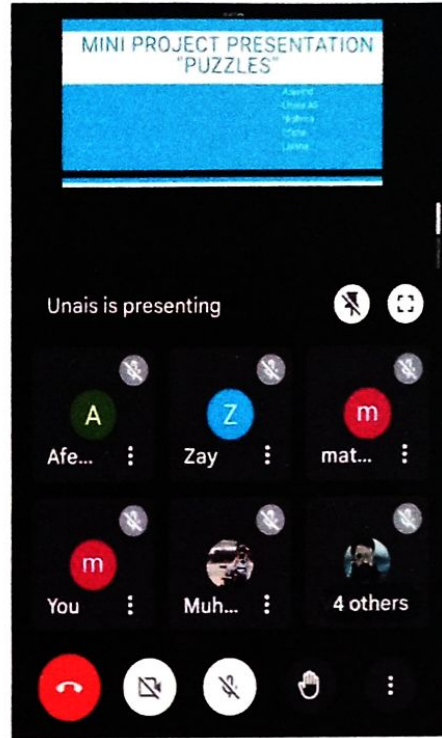 MINI PROJECT PRESENTATION
"PUZZLES"
Unais is presenting
A
Afe...
Z
Zay
m
mat...
m
You
Muh...
4 others